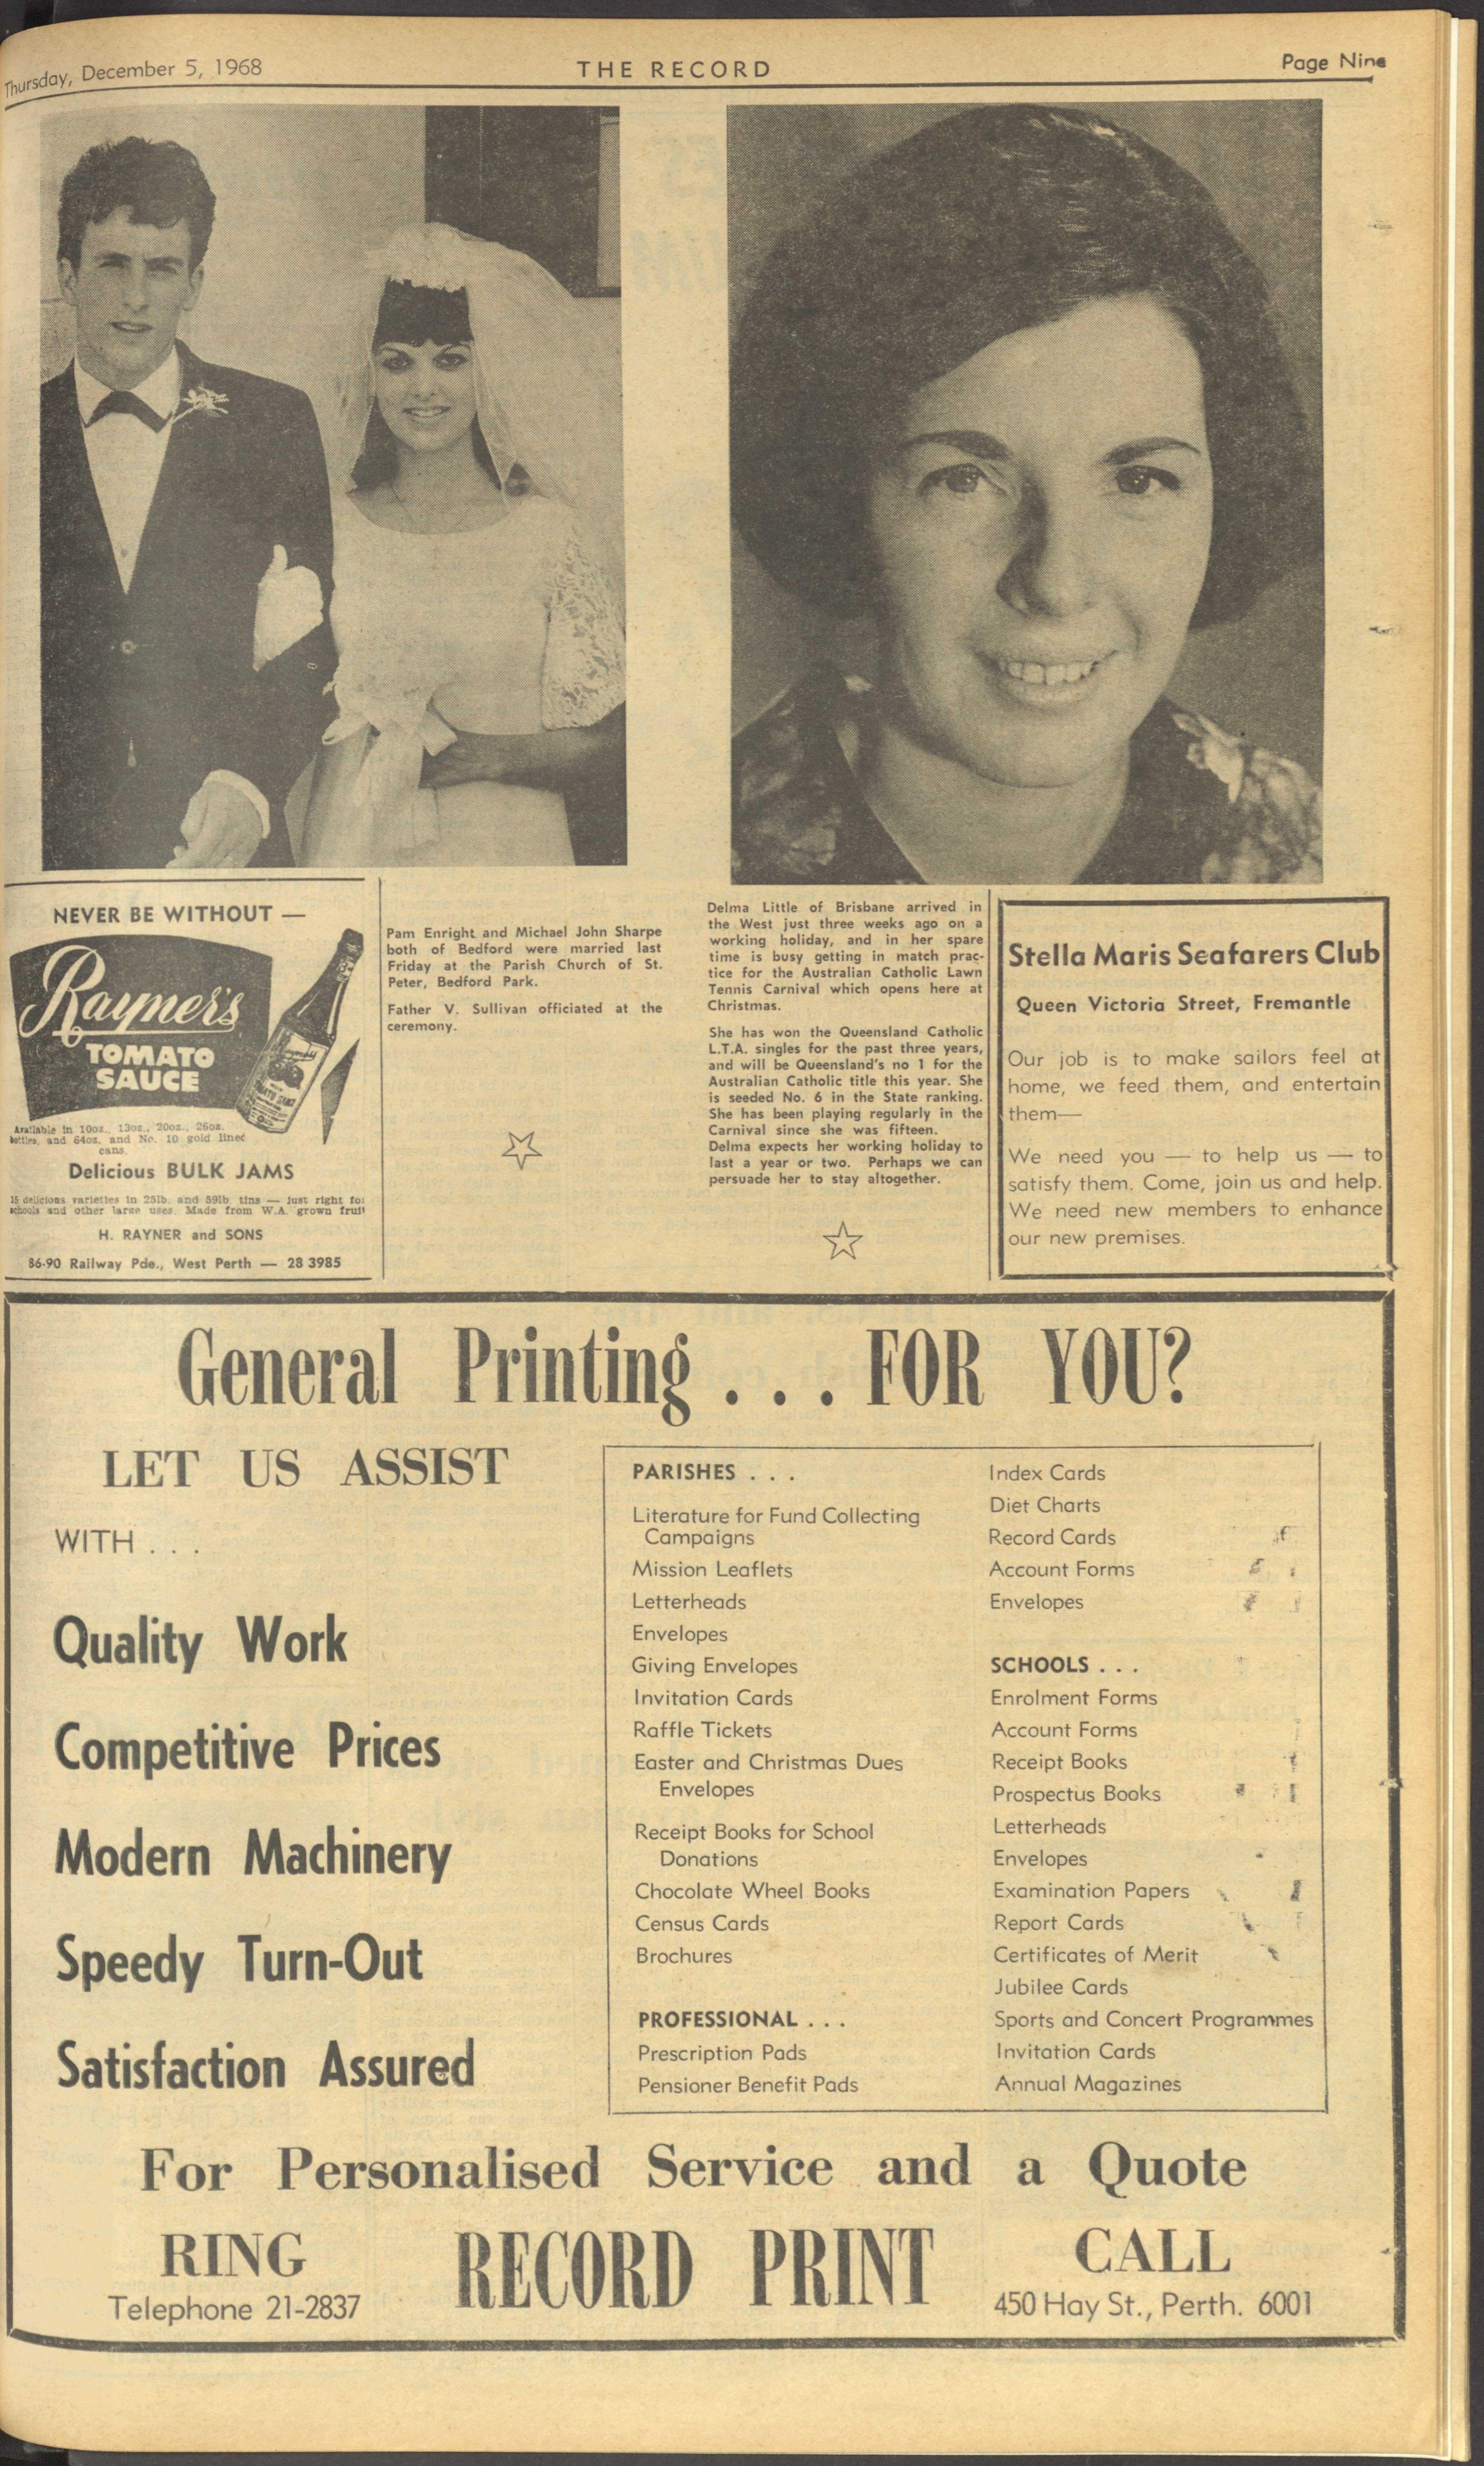 Thursday, December 5, 1968
THE RECORD
Page Nine
NEVER BE WITHOUT —
Rayner's
TOMATO
SAUCE
Available in 10oz., 13oz., 20oz., 26oz.
bottles, and 64oz. and No. 10 gold lined
cans.
Delicious BULK JAMS
15 delicious varieties in 25lb. and 59lb. tins — just right for
schools and other large uses. Made from W.A. grown fruit
H. RAYNER and SONS
86-90 Railway Pde., West Perth — 28 3985
Pam Enright and Michael John Sharpe
both of Bedford were married last
Friday at the Parish Church of St.
Peter, Bedford Park.
Father V. Sullivan officiated at the
ceremony.
Delma Little of Brisbane arrived in
the West just three weeks ago on a
working holiday, and in her spare
time is busy getting in match prac-
tice for the Australian Catholic Lawn
Tennis Carnival which opens here at
Christmas.
She has won the Queensland Catholic
L.T.A. singles for the past three years,
and will be Queensland's no 1 for the
Australian Catholic title this year. She
is seeded No. 6 in the State ranking.
She has been playing regularly in the
Carnival since she was fifteen.
Delma expects her working holiday to
last a year or two. Perhaps we can
persuade her to stay altogether.
Stella Maris Seafarers Club
Queen Victoria Street, Fremantle
Our job is to make sailors feel at
home, we feed them, and entertain
them—
We need you — to help us — to
satisfy them. Come, join us and help.
We need new members to enhance
our new premises.
General Printing . . . FOR YOU?
LET US ASSIST
WITH . . .
Quality Work
Competitive Prices
Modern Machinery
Speedy Turn-Out
Satisfaction Assured
PARISHES . . .
Literature for Fund Collecting
Campaigns
Mission Leaflets
Letterheads
Envelopes
Giving Envelopes
Invitation Cards
Raffle Tickets
Easter and Christmas Dues
Envelopes
Receipt Books for School
Donations
Chocolate Wheel Books
Census Cards
Brochures
PROFESSIONAL . . .
Prescription Pads
Pensioner Benefit Pads
Index Cards
Diet Charts
Record Cards
Account Forms
Envelopes
SCHOOLS . . .
Enrolment Forms
Account Forms
Receipt Books
Prospectus Books
Letterheads
Envelopes
Examination Papers
Report Cards
Certificates of Merit
Jubilee Cards
Sports and Concert Programmes
Invitation Cards
Annual Magazines
For Personalised Service and a Quote
RING
Telephone 21-2837
RECORD PRINT
CALL
450 Hay St., Perth. 6001